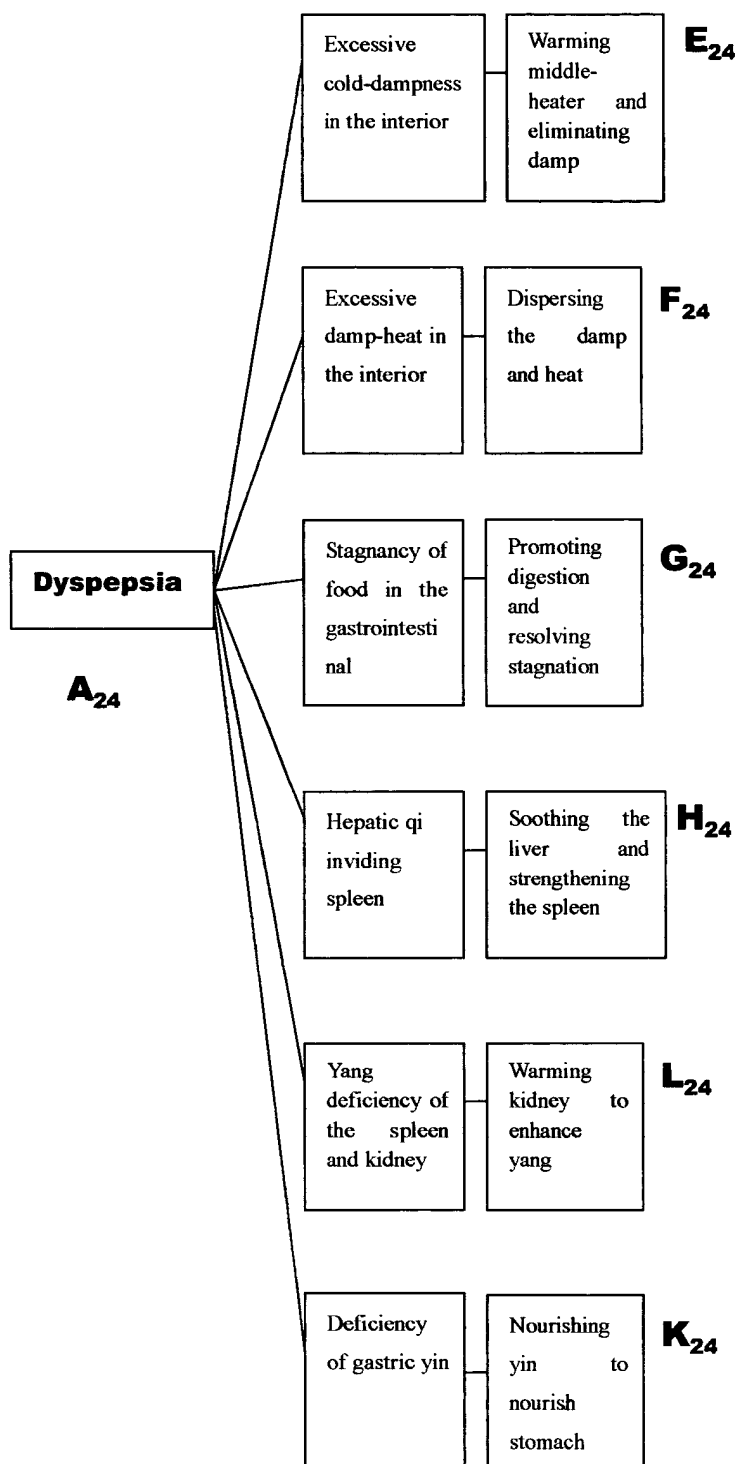 Dyspepsia
A24
Excessive
cold-dampness
in the interior
Warming
middle-
heater and
eliminating
damp
E24
Excessive
damp-heat in
the interior
Dispersing
the damp
and heat
F24
Stagnancy of
food in the
gastrointesti
nal
Promoting
digestion
and
resolving
stagnation
G24
Hepatic qi
inviding
spleen
Soothing the
liver and
strengthening
the spleen
H24
Yang
deficiency of
the spleen
and kidney
Warming
kidney to
enhance
yang
L24
Deficiency
of gastric yin
Nourishing
yin to
nourish
stomach
K24